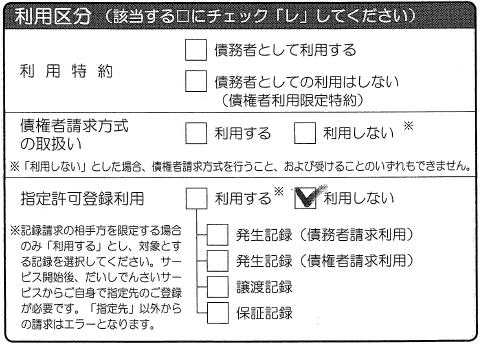 利用区分（該当する□にチェック「レ」してください）
利用特約
□ 債務者として利用する
□ 債務者としての利用はしない
（債権者利用限定特約）
債権者請求方式
の取扱い
□ 利用する □ 利用しない ※
※「利用しない」とした場合、債権者請求方式を行うこと、および受けることのいずれもできません。
指定許可登録利用
□ 利用する※ ☑ 利用しない
※記録請求の相手方を限定する場合
のみ「利用する」とし、対象とす
る記録を選択してください。サー
ビス開始後、だいしでんさいサー
ビスからご自身で指定先のご登録
が必要です。「指定先」以外から
の請求はエラーとなります。
□ 発生記録（債務者請求利用）
□ 発生記録（債権者請求利用）
□ 譲渡記録
□ 保証記録